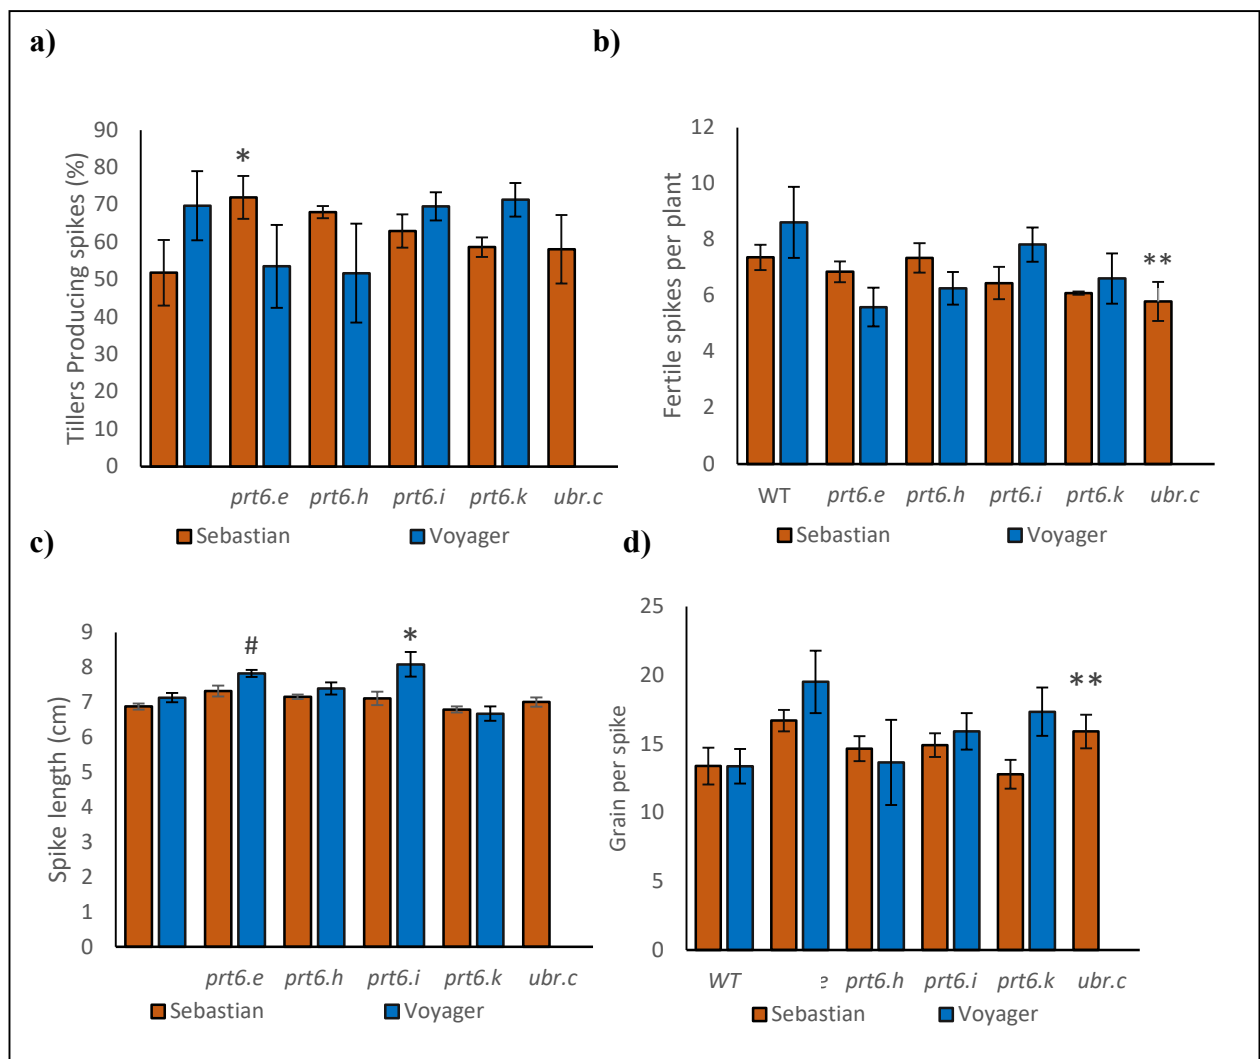 a)
Tillers Producing spikes (%)
90
80
70
60
50
40
30
20
10
0
*
prt6.e prt6.h prt6.i prt6.k ubr.c
Sebastian Voyager
b)
Fertile spikes per plant
12
10
8
6
4
2
0
**
WT prt6.e prt6.h prt6.i prt6.k ubr.c
Sebastian Voyager
c)
Spike length (cm)
9
8
7
6
5
4
3
2
1
0
# *
prt6.e prt6.h prt6.i prt6.k ubr.c
Sebastian Voyager
d)
Grain per spike
25
20
15
10
5
0
**
WT e prt6.h prt6.i prt6.k ubr.c
Sebastian Voyager